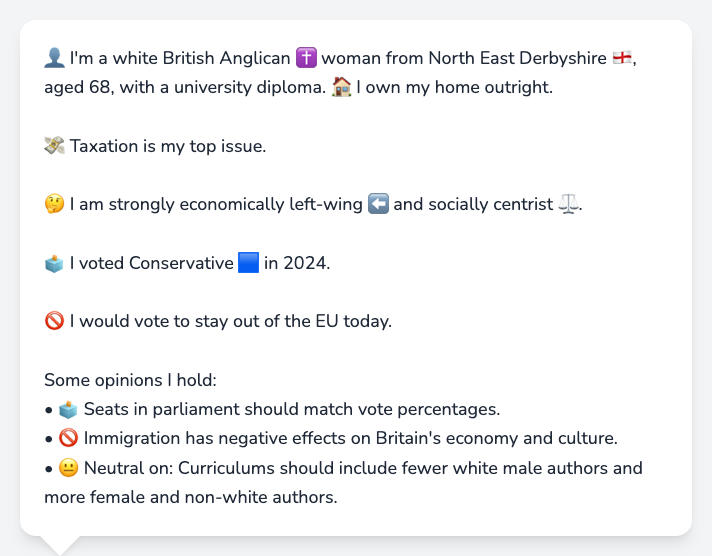 👤 I'm a white British Anglican ✝️ woman from North East Derbyshire 🏴󠁧󠁢󠁥󠁮󠁧󠁿,
aged 68, with a university diploma. 🏠 I own my home outright.
💸 Taxation is my top issue.
🤔 I am strongly economically left-wing ⬅️ and socially centrist ⚖️.
🗳️ I voted Conservative 🟦 in 2024.
🚫 I would vote to stay out of the EU today.
Some opinions I hold:
• 🗳️ Seats in parliament should match vote percentages.
• 🚫 Immigration has negative effects on Britain's economy and culture.
• 😐 Neutral on: Curriculums should include fewer white male authors and
more female and non-white authors.